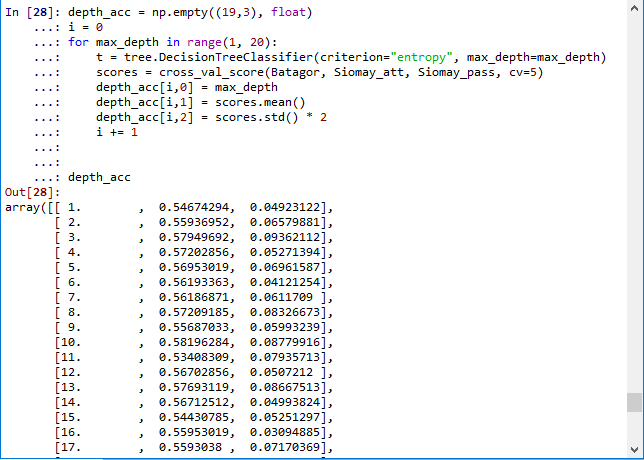 In [28]: depth_acc = np.empty((19,3), float)
    ...: i = 0
    ...: for max_depth in range(1, 20):
    ...:     t = tree.DecisionTreeClassifier(criterion="entropy", max_depth=max_depth)
    ...:     scores = cross_val_score(Batagor, Siomay_att, Siomay_pass, cv=5)
    ...:     depth_acc[i,0] = max_depth
    ...:     depth_acc[i,1] = scores.mean()
    ...:     depth_acc[i,2] = scores.std() * 2
    ...:     i += 1
    ...:
    ...:
    ...: depth_acc
Out[28]:
array([[ 1.        ,  0.54674294,  0.04923122],
       [ 2.        ,  0.55936952,  0.06579881],
       [ 3.        ,  0.57949692,  0.09362112],
       [ 4.        ,  0.57202856,  0.05271394],
       [ 5.        ,  0.56953019,  0.06961587],
       [ 6.        ,  0.56193363,  0.04121254],
       [ 7.        ,  0.56186871,  0.0611709 ],
       [ 8.        ,  0.57209185,  0.08326673],
       [ 9.        ,  0.55687033,  0.05993239],
       [10.        ,  0.58196284,  0.08779916],
       [11.        ,  0.53408309,  0.07935713],
       [12.        ,  0.56702856,  0.0507212 ],
       [13.        ,  0.57693119,  0.08667513],
       [14.        ,  0.56712512,  0.04993824],
       [15.        ,  0.54430785,  0.05251297],
       [16.        ,  0.55953019,  0.03094885],
       [17.        ,  0.5593038 ,  0.07170369],